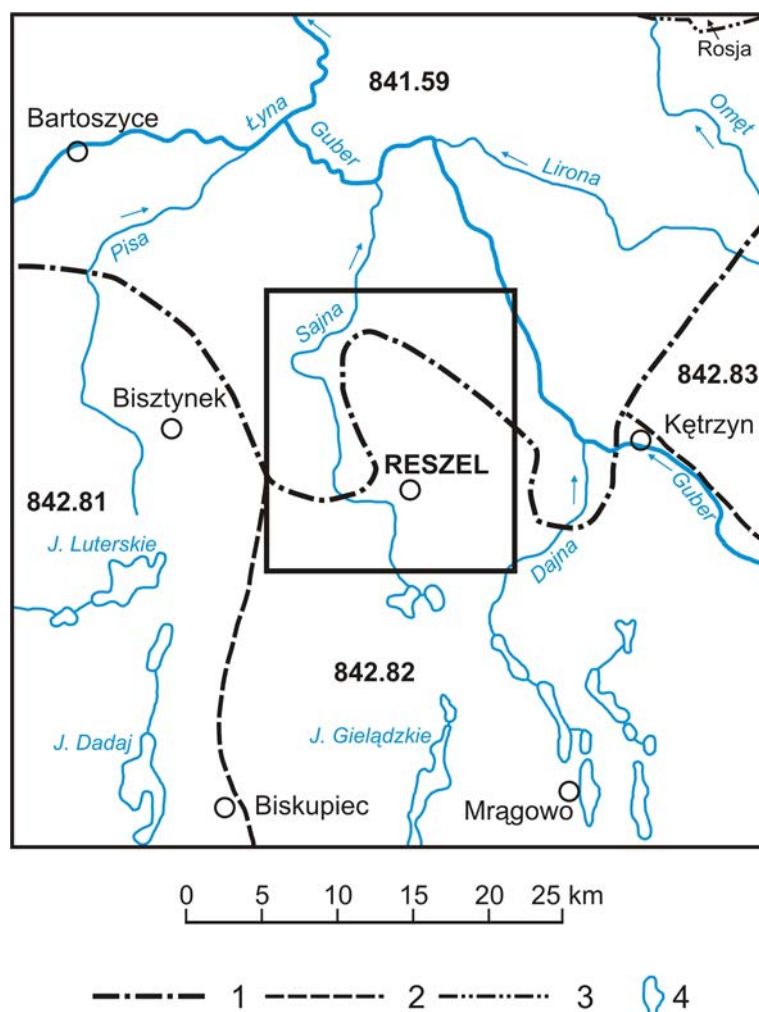 Rosja
841.59
Bartoszyce
Łyna
Guber
Omęt
Lirona
Pisa
Sajna
842.83
Bisztynek
Kętrzyn
RESZEL
842.81
Guber
J. Luterskie
Dajna
842.82
J. Dadaj
J. Gielądzkie
Biskupiec
Mrągowo
0 5 10 15 20 25 km
1 2 3 4